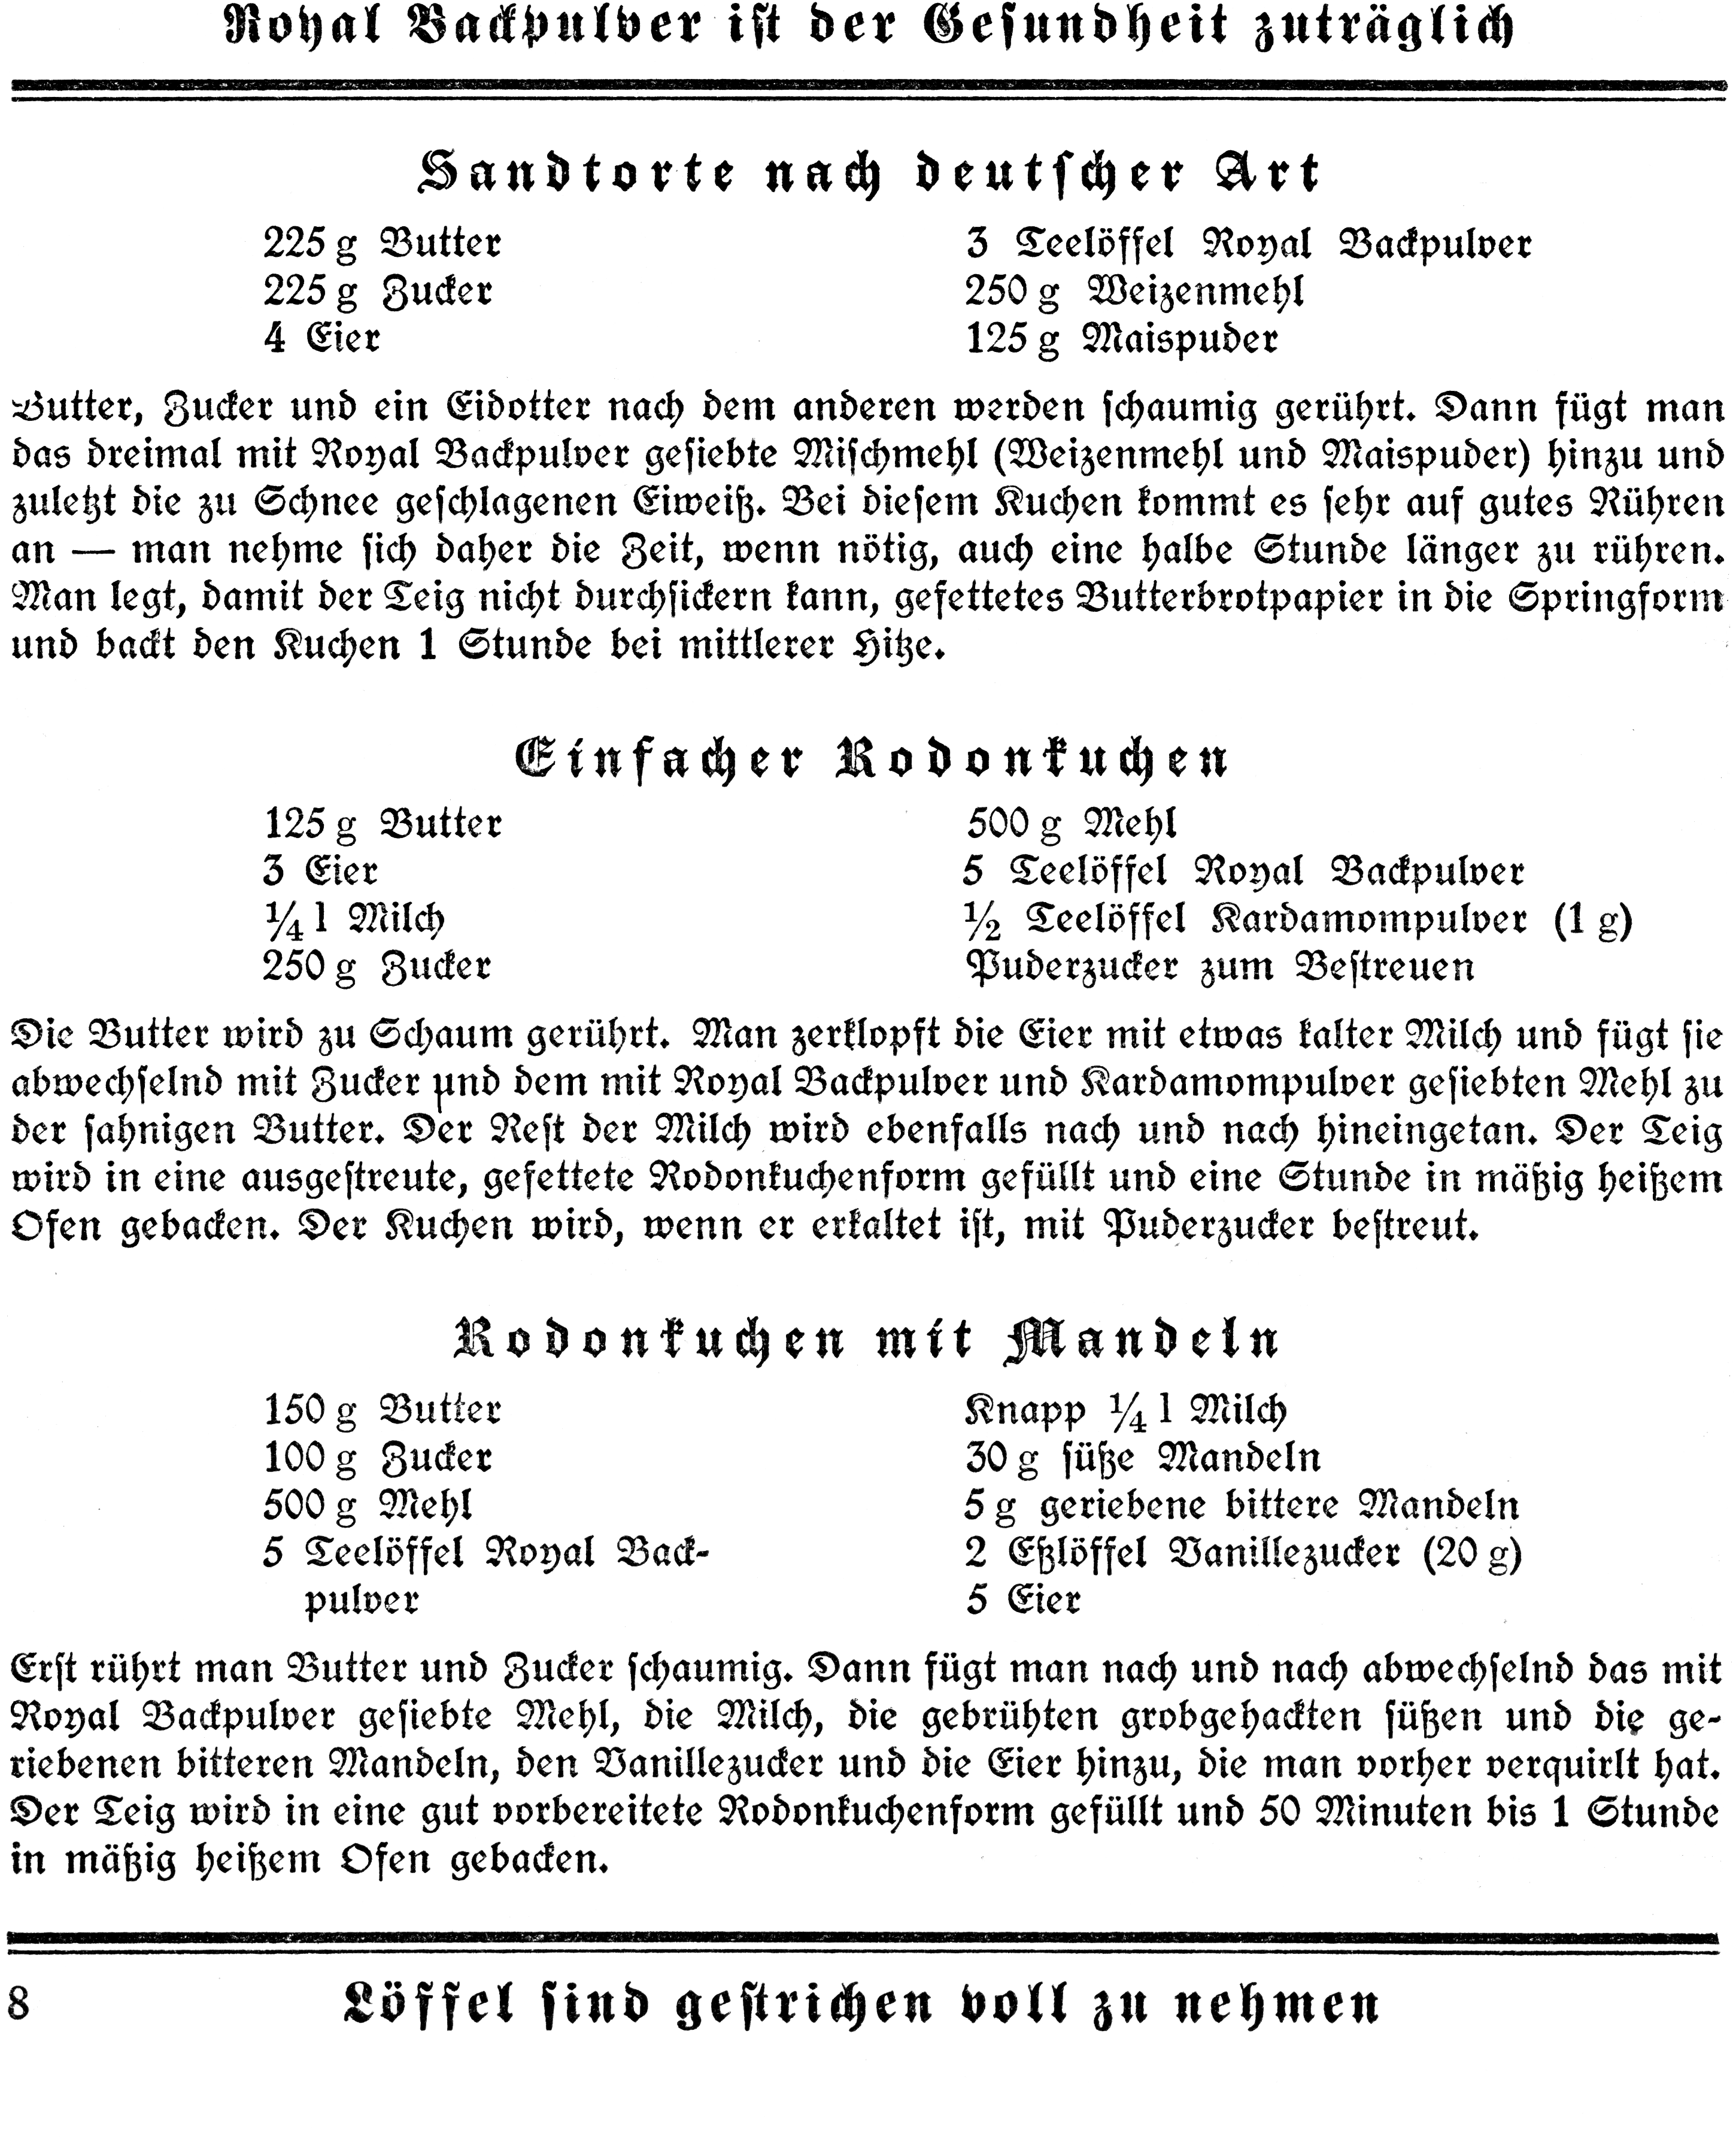 Royal Backpulver ist der Gesundheit zuträglich
Sandtorte nach deutscher Art
225 g Butter
225 g Zucker
4 Eier
3 Teelöffel Royal Backpulver
250 g Weizenmehl
125 g Maispuder
Butter, Zucker und ein Eidotter nach dem anderen werden schaumig gerührt. Dann fügt man
das dreimal mit Royal Backpulver gesiebte Mischmehl (Weizenmehl und Maispuder) hinzu und
zuletzt die zu Schnee geschlagenen Eiweiß. Bei diesem Kuchen kommt es sehr auf gutes Rühren
an — man nehme sich daher die Zeit, wenn nötig, auch eine halbe Stunde länger zu rühren.
Man legt, damit der Teig nicht durchsickern kann, gefettetes Butterbrotpapier in die Springform
und backt den Kuchen 1 Stunde bei mittlerer Hitze.
Einfacher Rodonkuchen
125 g Butter
3 Eier
¼ l Milch
250 g Zucker
500 g Mehl
5 Teelöffel Royal Backpulver
½ Teelöffel Kardamompulver (1 g)
Puderzucker zum Bestreuen
Die Butter wird zu Schaum gerührt. Man zerklopft die Eier mit etwas kalter Milch und fügt sie
abwechselnd mit Zucker und dem mit Royal Backpulver und Kardamompulver gesiebten Mehl zu
der sahnigen Butter. Der Rest der Milch wird ebenfalls nach und nach hineingetan. Der Teig
wird in eine ausgestreute, gefettete Rodonkuchenform gefüllt und eine Stunde in mäßig heißem
Ofen gebacken. Der Kuchen wird, wenn er erkaltet ist, mit Puderzucker bestreut.
Rodonkuchen mit Mandeln
150 g Butter
100 g Zucker
500 g Mehl
5 Teelöffel Royal Back-
pulver
Knapp ¼ l Milch
30 g süße Mandeln
5 g geriebene bittere Mandeln
2 Eßlöffel Vanillezucker (20 g)
5 Eier
Erst rührt man Butter und Zucker schaumig. Dann fügt man nach und nach abwechselnd das mit
Royal Backpulver gesiebte Mehl, die Milch, die gebrühten grobgehackten süßen und die ge-
riebenen bitteren Mandeln, den Vanillezucker und die Eier hinzu, die man vorher verquirlt hat.
Der Teig wird in eine gut vorbereitete Rodonkuchenform gefüllt und 50 Minuten bis 1 Stunde
in mäßig heißem Ofen gebacken.
8
Löffel sind gestrichen voll zu nehmen